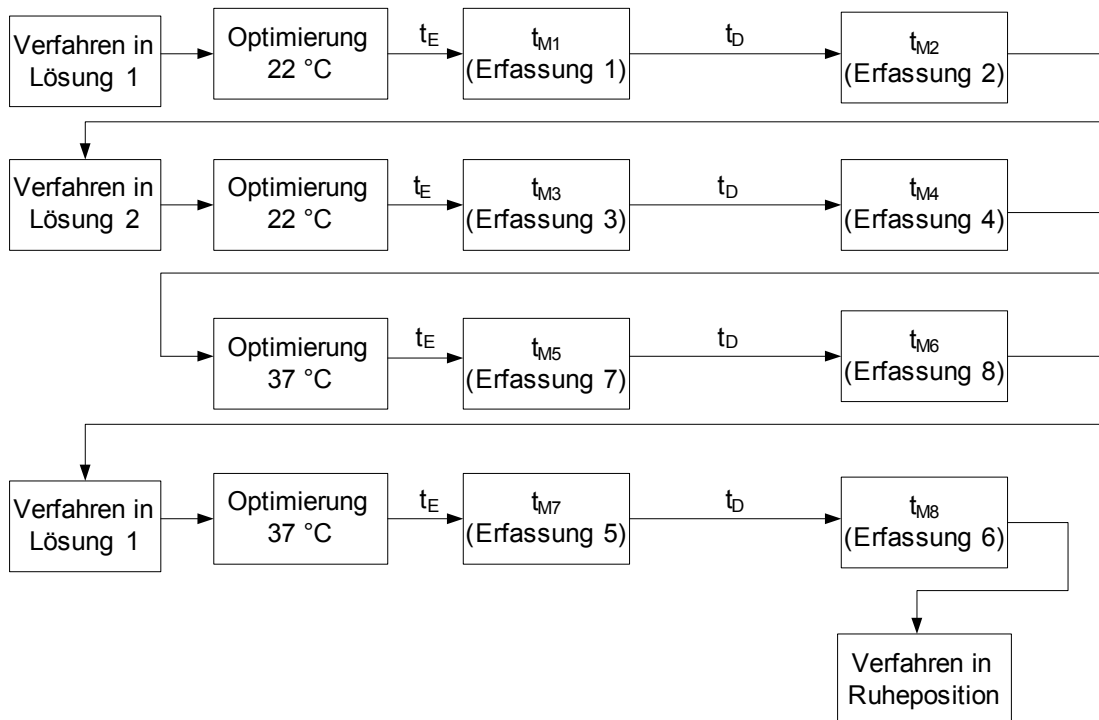 Verfahren in
Lösung 1
Optimierung
22 °C
tE
tM1
(Erfassung 1)
tD
tM2
(Erfassung 2)
Verfahren in
Lösung 2
Optimierung
22 °C
tE
tM3
(Erfassung 3)
tD
tM4
(Erfassung 4)
Optimierung
37 °C
tE
tM5
(Erfassung 7)
tD
tM6
(Erfassung 8)
Verfahren in
Lösung 1
Optimierung
37 °C
tE
tM7
(Erfassung 5)
tD
tM8
(Erfassung 6)
Verfahren in
Ruheposition